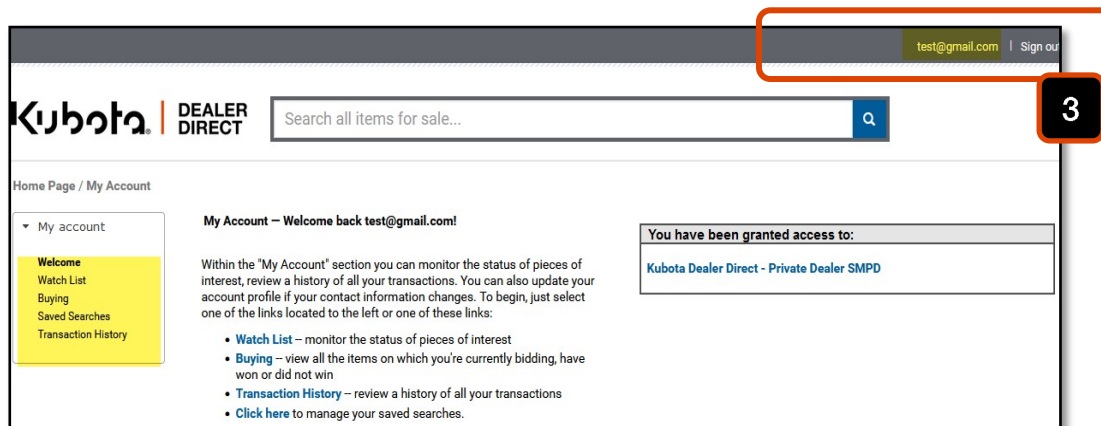 test@gmail.com | Sign out
3
Kubota. | DEALER DIRECT
Search all items for sale...
Home Page / My Account
My account
Welcome
Watch List
Buying
Saved Searches
Transaction History
My Account – Welcome back test@gmail.com!
Within the "My Account" section you can monitor the status of pieces of
interest, review a history of all your transactions. You can also update your
account profile if your contact information changes. To begin, just select
one of the links located to the left or one of these links:
• Watch List – monitor the status of pieces of interest
• Buying – view all the items on which you're currently bidding, have
won or did not win
• Transaction History – review a history of all your transactions
• Click here to manage your saved searches.
You have been granted access to:
Kubota Dealer Direct - Private Dealer SMPD